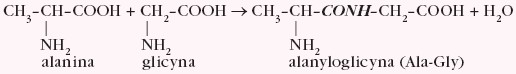 CH₃-CH-COOH + CH₂-COOH → CH₃-CH-CONH-CH₂-COOH + H₂O
| | |
NH₂ NH₂ NH₂
alanina glicyna alanyloglicyna (Ala-Gly)